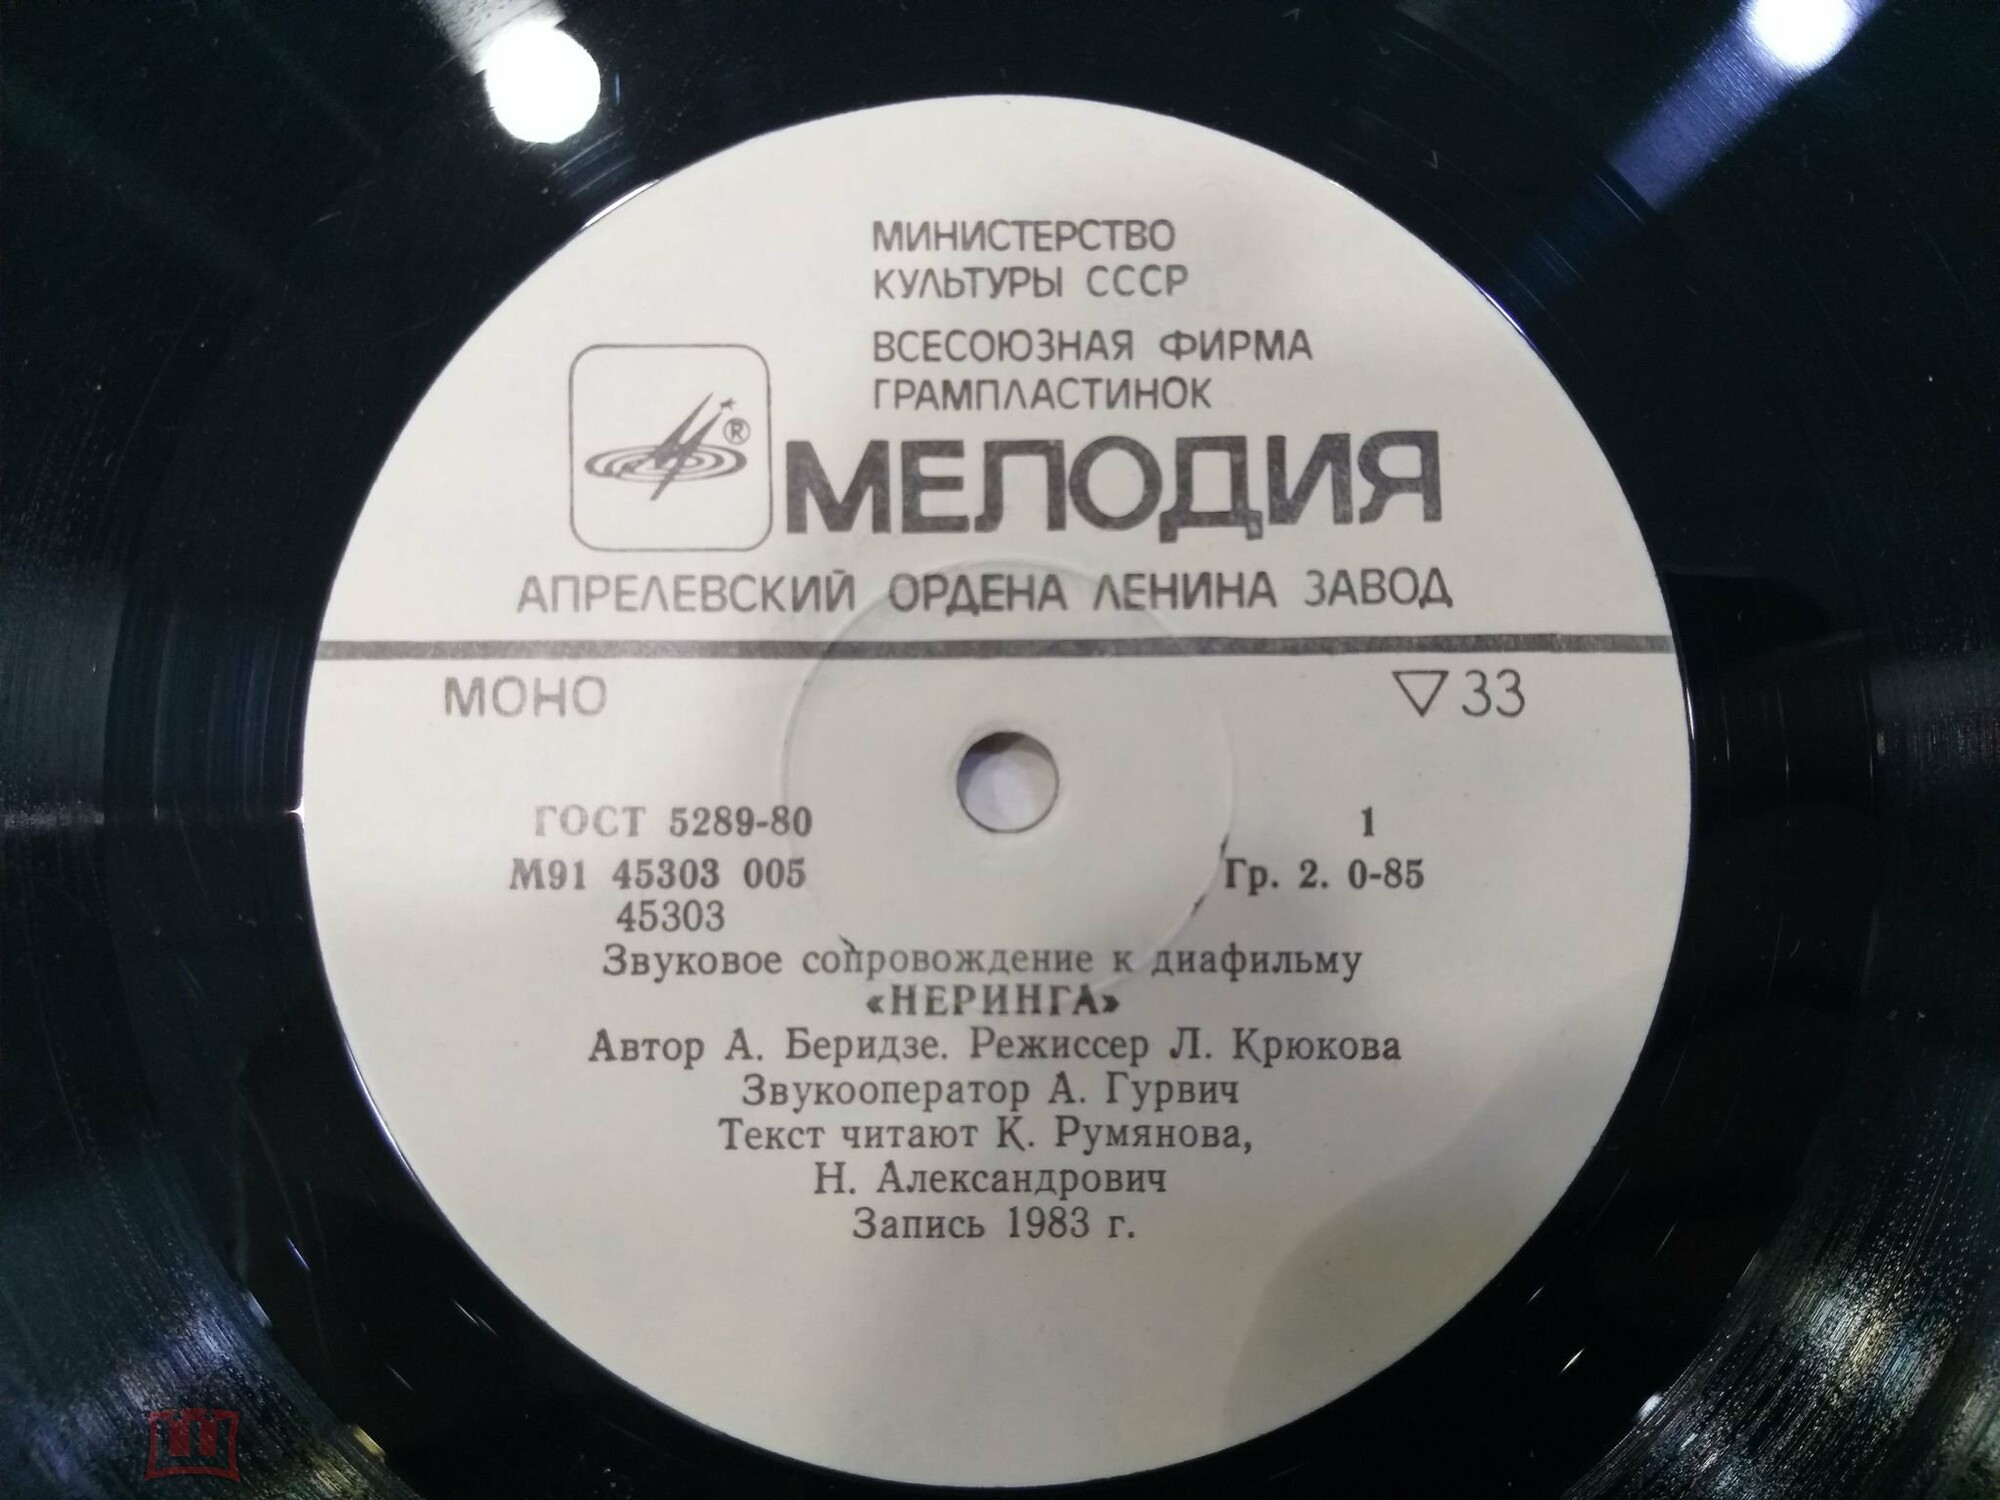 МИНИСТЕРСТВО
КУЛЬТУРЫ СССР
ВСЕСОЮЗНАЯ ФИРМА
ГРАМПЛАСТИНОК
®
МЕЛОДИЯ
АПРЕЛЕВСКИЙ ОРДЕНА ЛЕНИНА ЗАВОД
МОНО ▽33
ГОСТ 5289-80 1
М91 45303 005 Гр. 2. 0-85
45303
Звуковое сопровождение к диафильму
«НЕРИНГА»
Автор А. Беридзе. Режиссер Л. Крюкова
Звукооператор А. Гурвич
Текст читают К. Румянова,
Н. Александрович
Запись 1983 г.